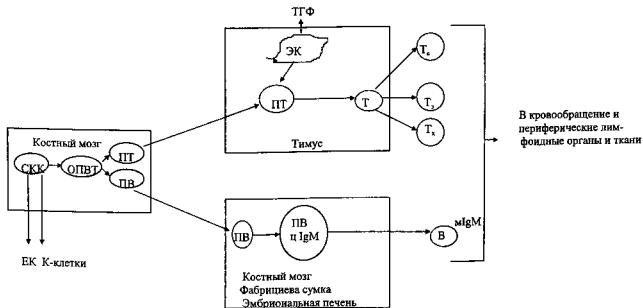 ТГФ
ЭК
ПТ
Т
Тс
Тз
Тк
Тимус
В кровообращение и
периферические лим-
фоидные органы и ткани
Костный мозг
СКК
ОПВТ
ПТ
ПВ
ЕК К-клетки
ПВ
ПВ
ц IgM
В
мIgM
Костный мозг
Фабрициева сумка
Эмбриональная печень